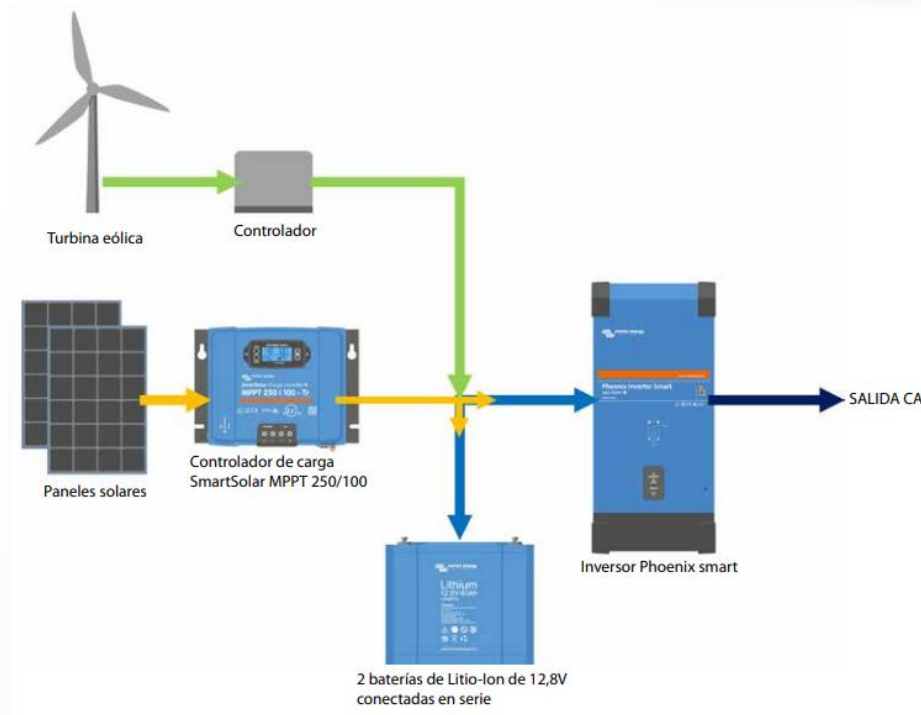 Turbina eólica
Controlador
MPPT 250 | 100 - Tr
Controlador de carga
SmartSolar MPPT 250/100
Paneles solares
Phoenix Inverter Smart
SALIDA CA
Inversor Phoenix smart
Lithium
2 baterías de Litio-Ion de 12,8V
conectadas en serie